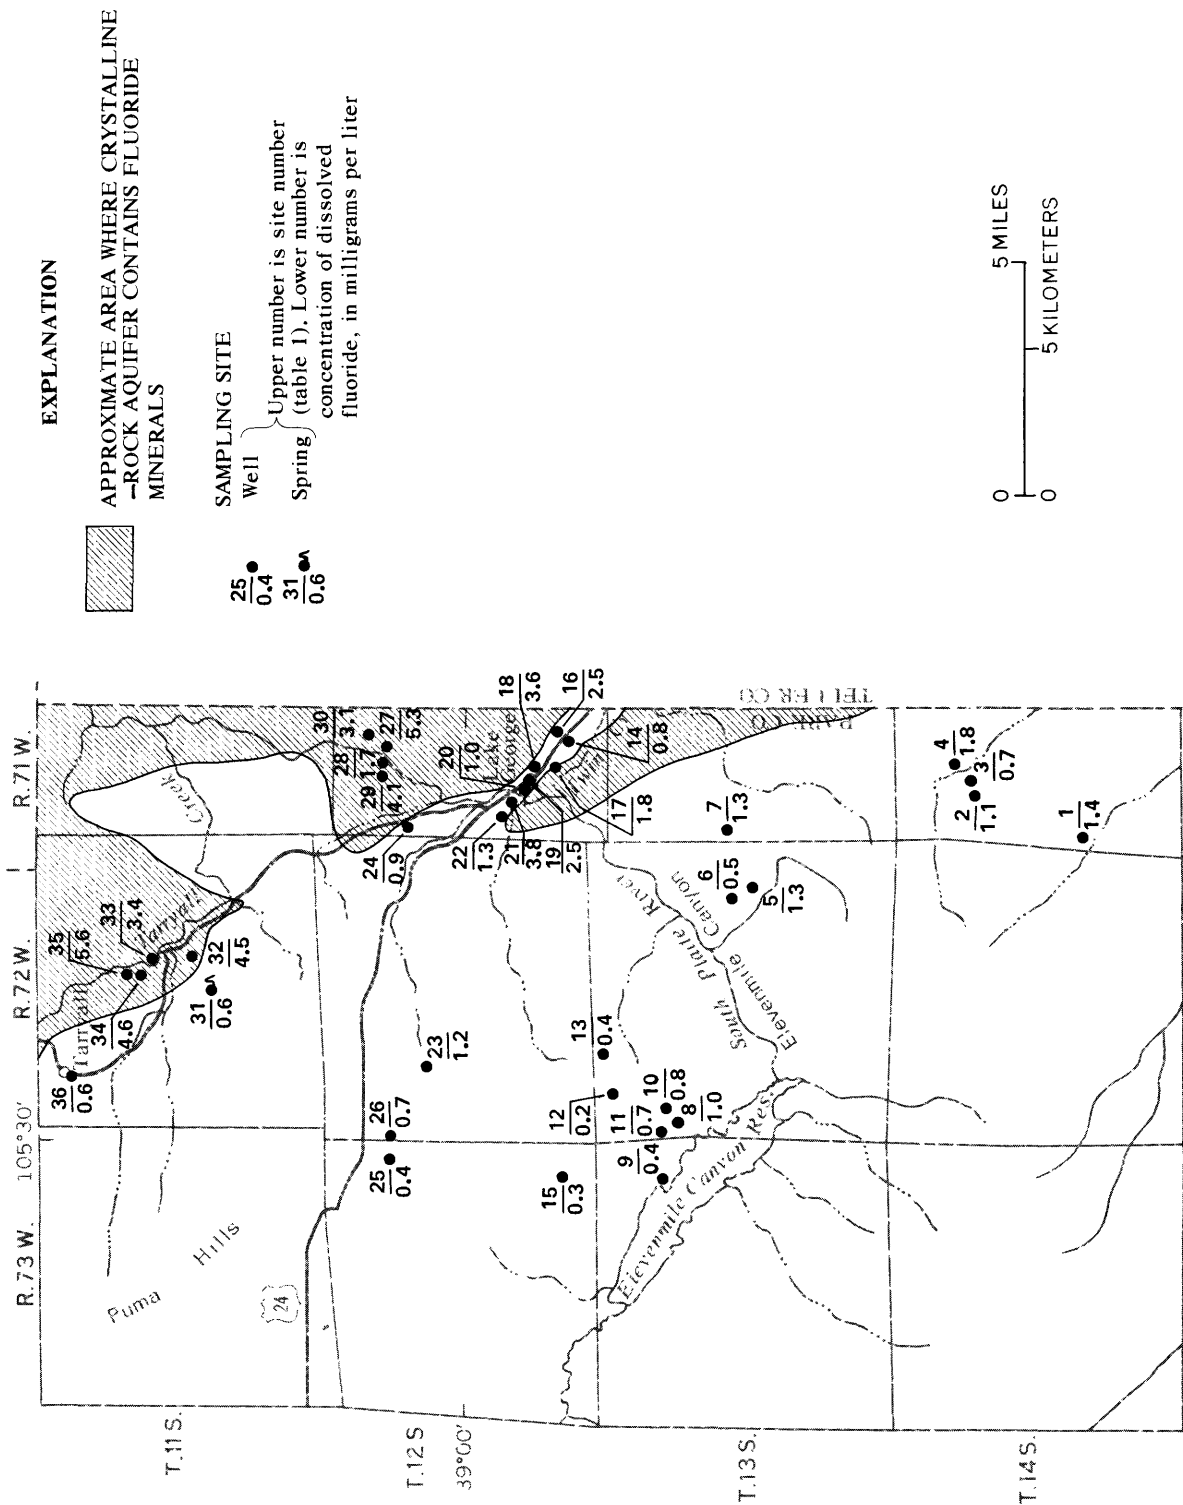 EXPLANATION
APPROXIMATE AREA WHERE CRYSTALLINE
–ROCK AQUIFER CONTAINS FLUORIDE
MINERALS
SAMPLING SITE
25
0.4
Well
31
0.6
Spring
Upper number is site number
(table 1). Lower number is
concentration of dissolved
fluoride, in milligrams per liter
0
5 MILES
0
5 KILOMETERS
R.73 W.
105°30'
R.72 W.
R.71 W.
T.11 S.
T.12 S
39°00'
T.13 S.
T.14 S.
Puma
Hills
24
Tarryall
Tarryall
Creek
Lake
George
Twin
South Platte River
Elevenmile Canyon
Elevenmile Canyon Res.
PARK CO
TELLER CO
36
0.6
35
5.6
34
4.6
33
3.4
32
4.5
31
0.6
30
3.1
29
4.1
28
1.7
27
5.3
26
0.7
25
0.4
24
0.9
23
1.2
22
1.3
21
3.8
20
1.0
19
2.5
18
3.6
17
1.8
16
2.5
15
0.3
14
0.8
13
0.4
12
0.2
11
0.7
10
0.8
9
0.4
8
1.0
7
1.3
6
0.5
5
1.3
4
1.8
3
0.7
2
1.1
1
1.4